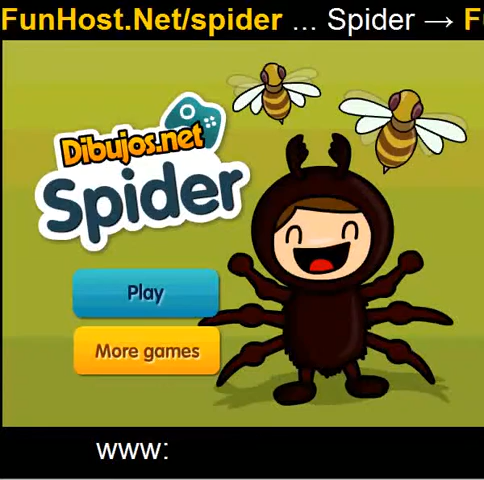 FunHost.Net/spider ... Spider → F
Dibujos.net
Spider
Play
More games
www: